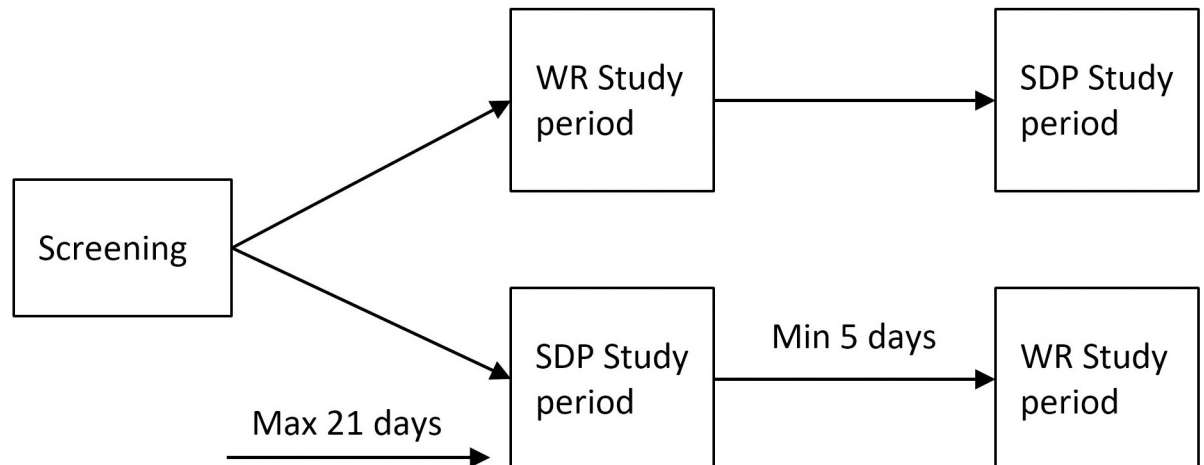 WR Study
period
SDP Study
period
Screening
SDP Study
period
Min 5 days
WR Study
period
Max 21 days